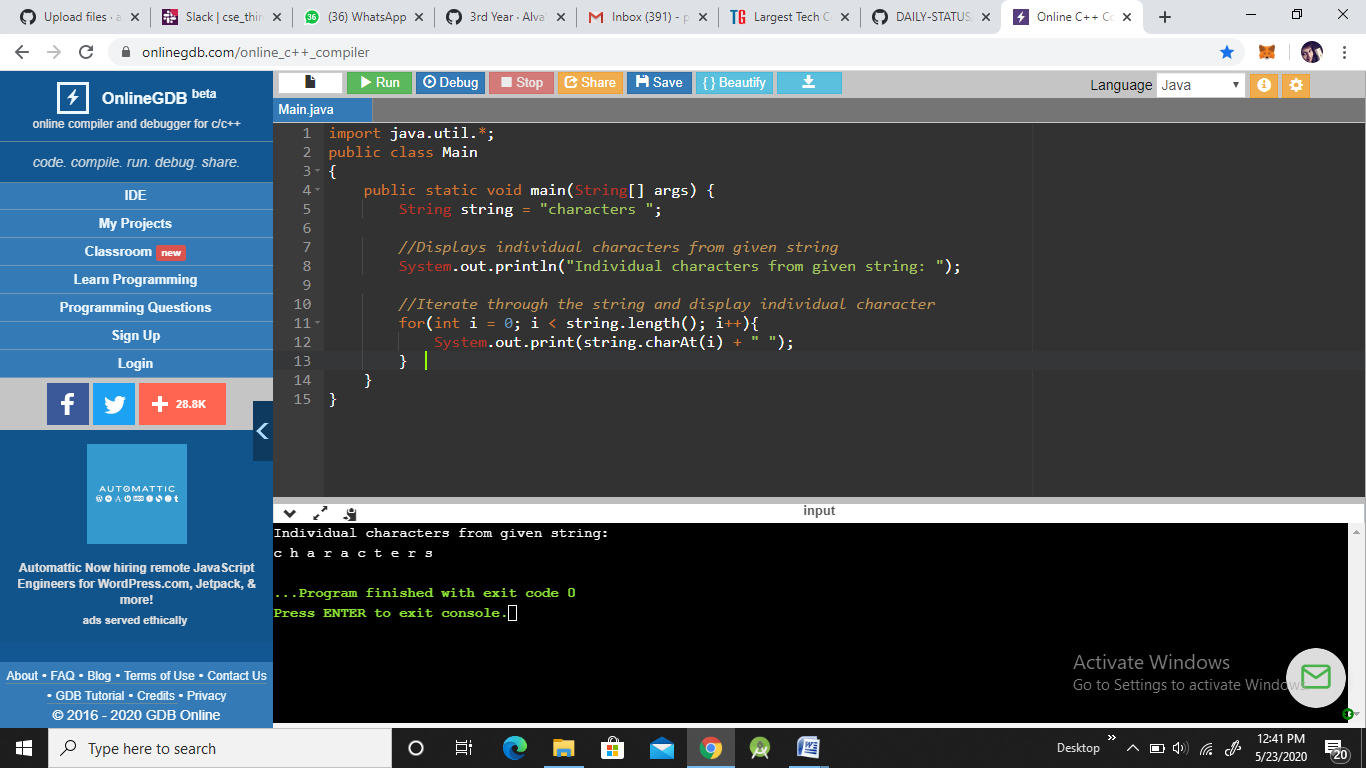 Upload files · a
Slack | cse_thir
(36) WhatsApp
3rd Year · Alva
Inbox (391) - p
Largest Tech C
DAILY-STATUS
Online C++ Co
onlinegdb.com/online_c++_compiler
OnlineGDB beta
online compiler and debugger for c/c++
code. compile. run. debug. share.
IDE
My Projects
Classroom new
Learn Programming
Programming Questions
Sign Up
Login
28.8K
AUTOMATTIC
Automattic Now hiring remote JavaScript
Engineers for WordPress.com, Jetpack, &
more!
ads served ethically
About • FAQ • Blog • Terms of Use • Contact Us
• GDB Tutorial • Credits • Privacy
© 2016 - 2020 GDB Online
Run Debug Stop Share Save { } Beautify
Language Java
Main.java
1 import java.util.*;
2 public class Main
3 {
4 public static void main(String[] args) {
5 String string = "characters ";
6
7 //Displays individual characters from given string
8 System.out.println("Individual characters from given string: ");
9
10 //Iterate through the string and display individual character
11 for(int i = 0; i < string.length(); i++){
12 System.out.print(string.charAt(i) + " ");
13 }
14 }
15 }
input
Individual characters from given string:
c h a r a c t e r s
...Program finished with exit code 0
Press ENTER to exit console.
Activate Windows
Go to Settings to activate Windows.
Type here to search
Desktop
12:41 PM
5/23/2020
20